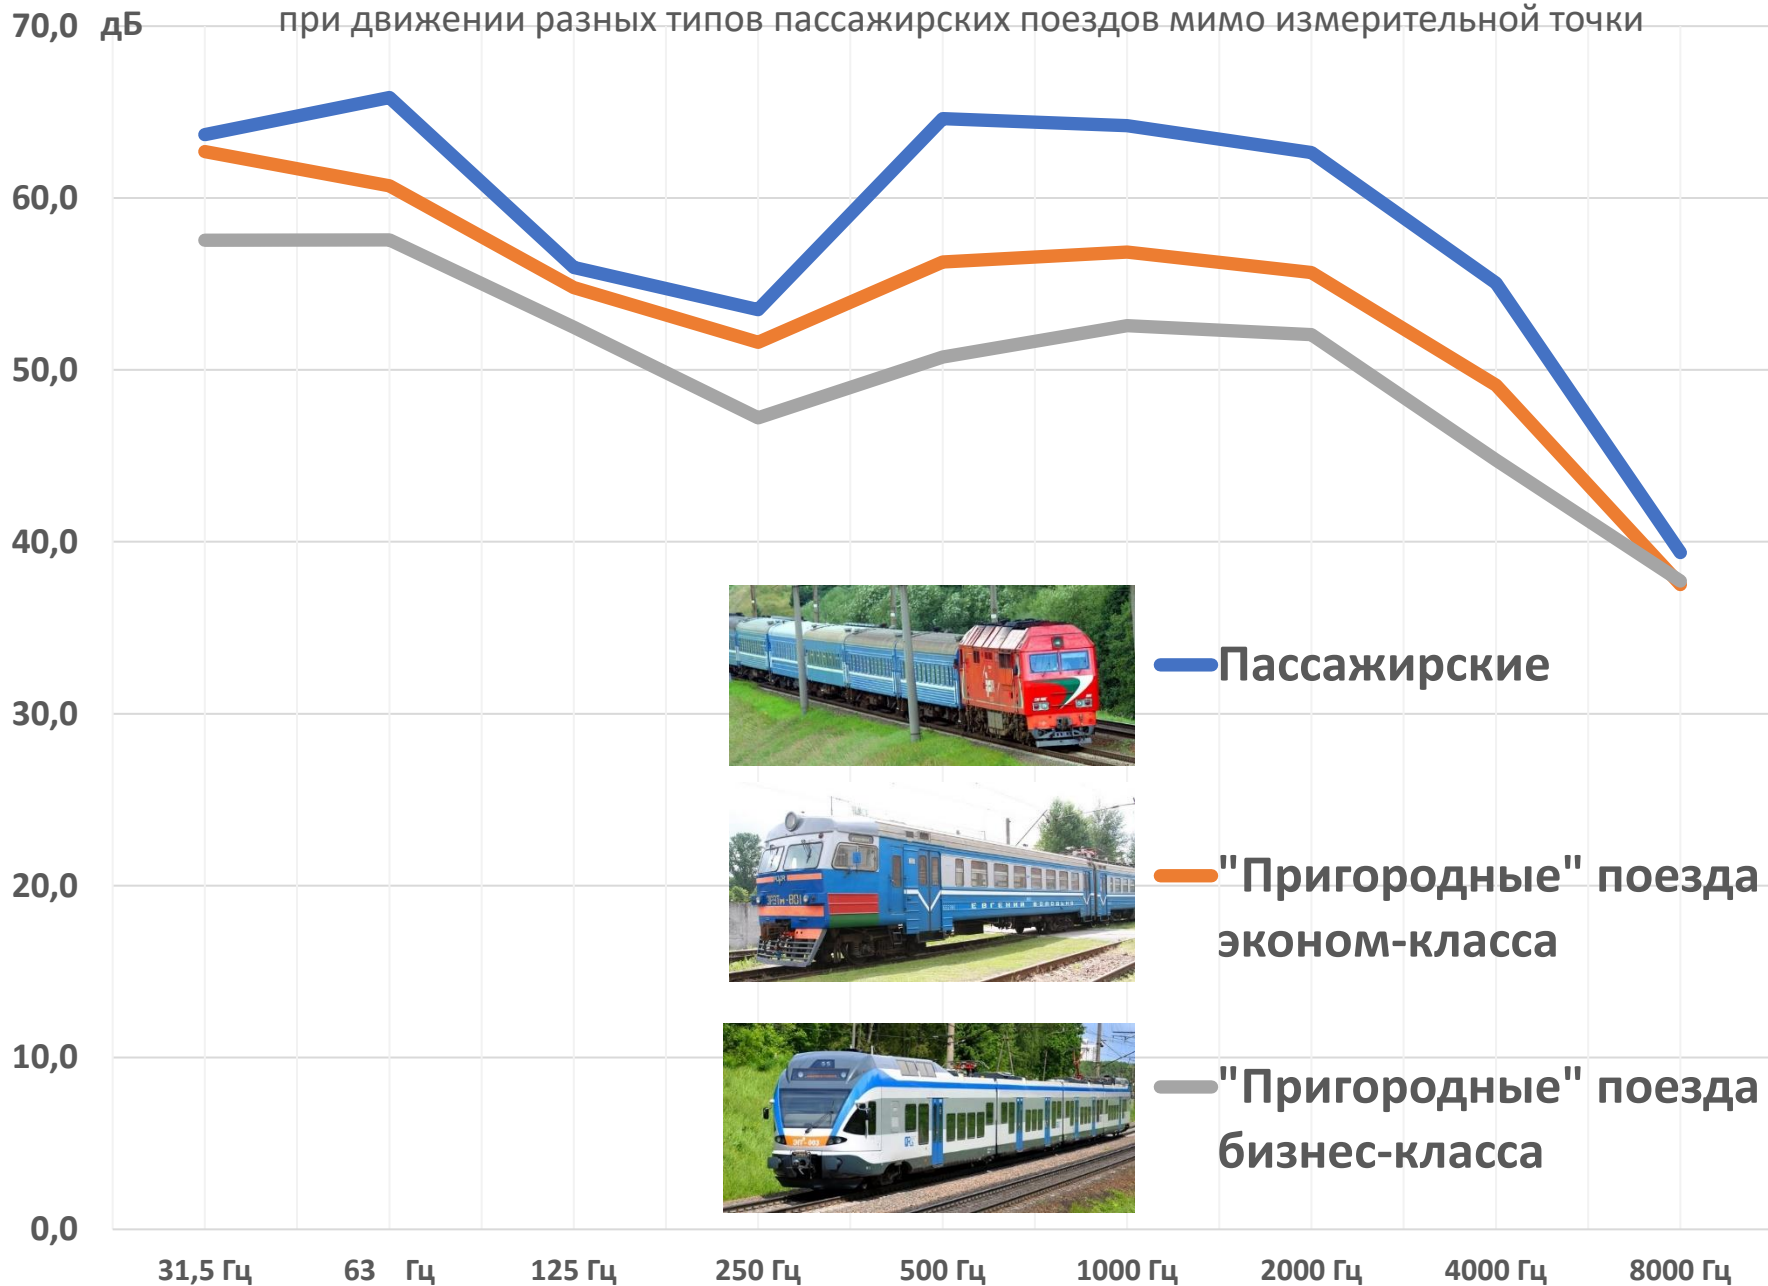 при движении разных типов пассажирских поездов мимо измерительной точки
70,0 дБ
60,0
50,0
40,0
30,0
20,0
10,0
0,0
Пассажирские
"Пригородные" поезда
эконом-класса
"Пригородные" поезда
бизнес-класса
31,5 Гц 63 Гц 125 Гц 250 Гц 500 Гц 1000 Гц 2000 Гц 4000 Гц 8000 Гц